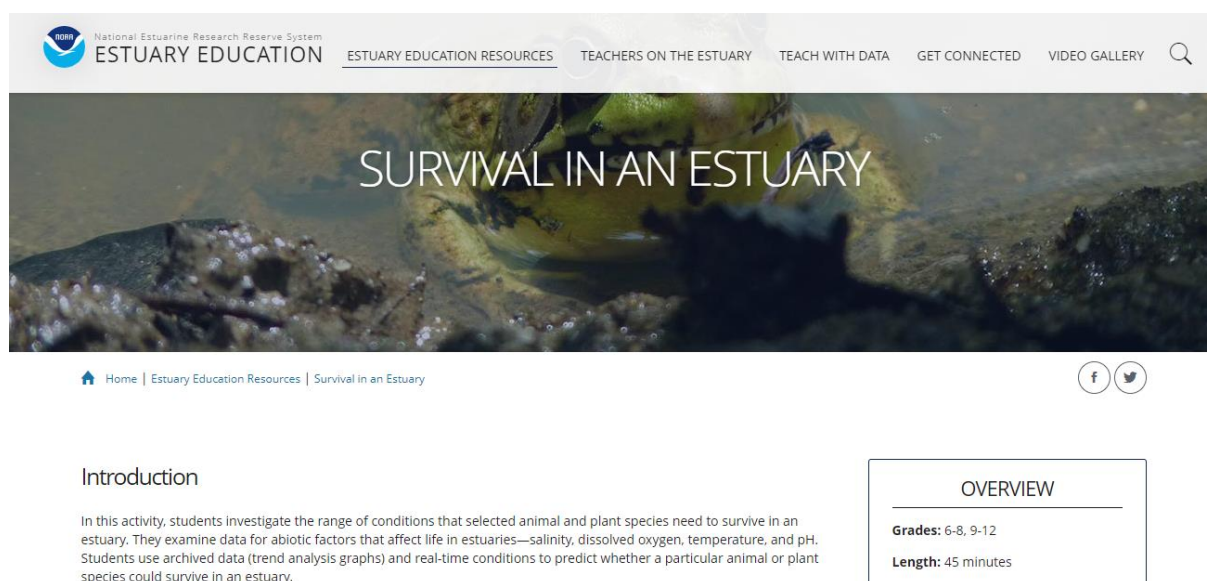 NOAA
National Estuarine Research Reserve System
ESTUARY EDUCATION
ESTUARY EDUCATION RESOURCES TEACHERS ON THE ESTUARY TEACH WITH DATA GET CONNECTED VIDEO GALLERY
SURVIVAL IN AN ESTUARY
Home | Estuary Education Resources | Survival in an Estuary
f
Introduction
In this activity, students investigate the range of conditions that selected animal and plant species need to survive in an
estuary. They examine data for abiotic factors that affect life in estuaries—salinity, dissolved oxygen, temperature, and pH.
Students use archived data (trend analysis graphs) and real-time conditions to predict whether a particular animal or plant
species could survive in an estuary.
OVERVIEW
Grades: 6-8, 9-12
Length: 45 minutes